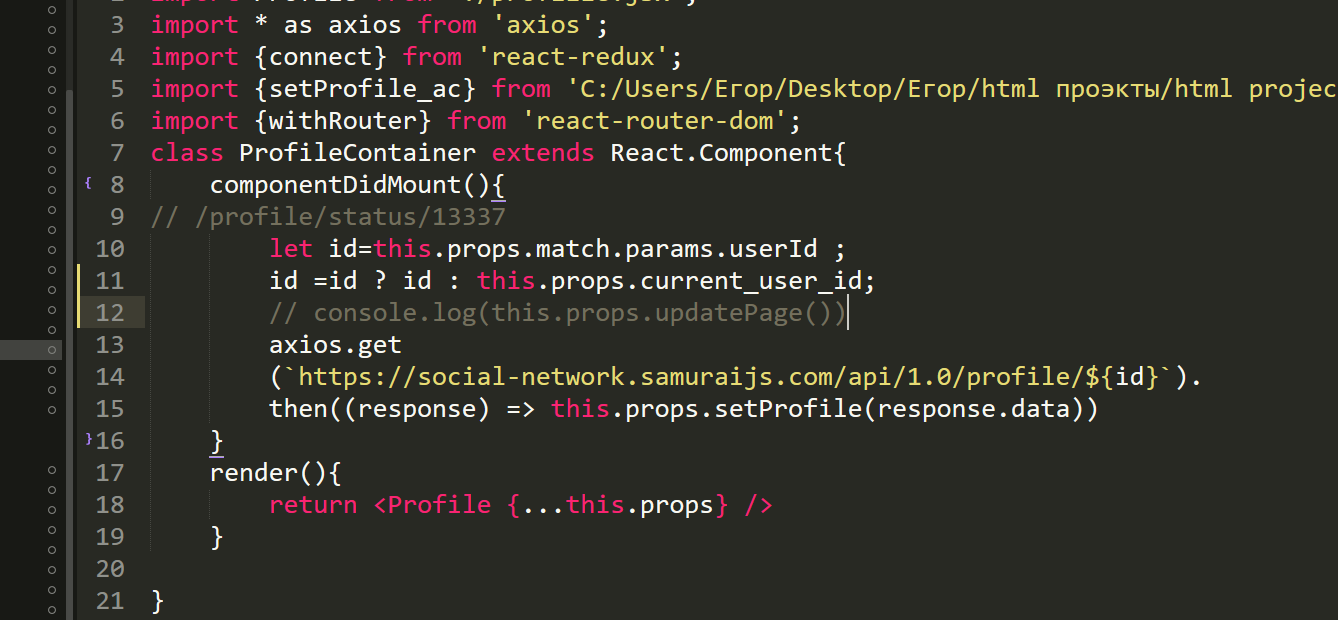 3 import * as axios from 'axios';
4 import {connect} from 'react-redux';
5 import {setProfile_ac} from 'C:/Users/Егор/Desktop/Егор/html проэкты/html projec
6 import {withRouter} from 'react-router-dom';
7 class ProfileContainer extends React.Component{
8 componentDidMount(){
9 // /profile/status/13337
10 let id=this.props.match.params.userId ;
11 id =id ? id : this.props.current_user_id;
12 // console.log(this.props.updatePage())
13 axios.get
14 (`https://social-network.samuraijs.com/api/1.0/profile/${id}`).
15 then((response) => this.props.setProfile(response.data))
16 }
17 render(){
18 return <Profile {...this.props} />
19 }
20
21 }